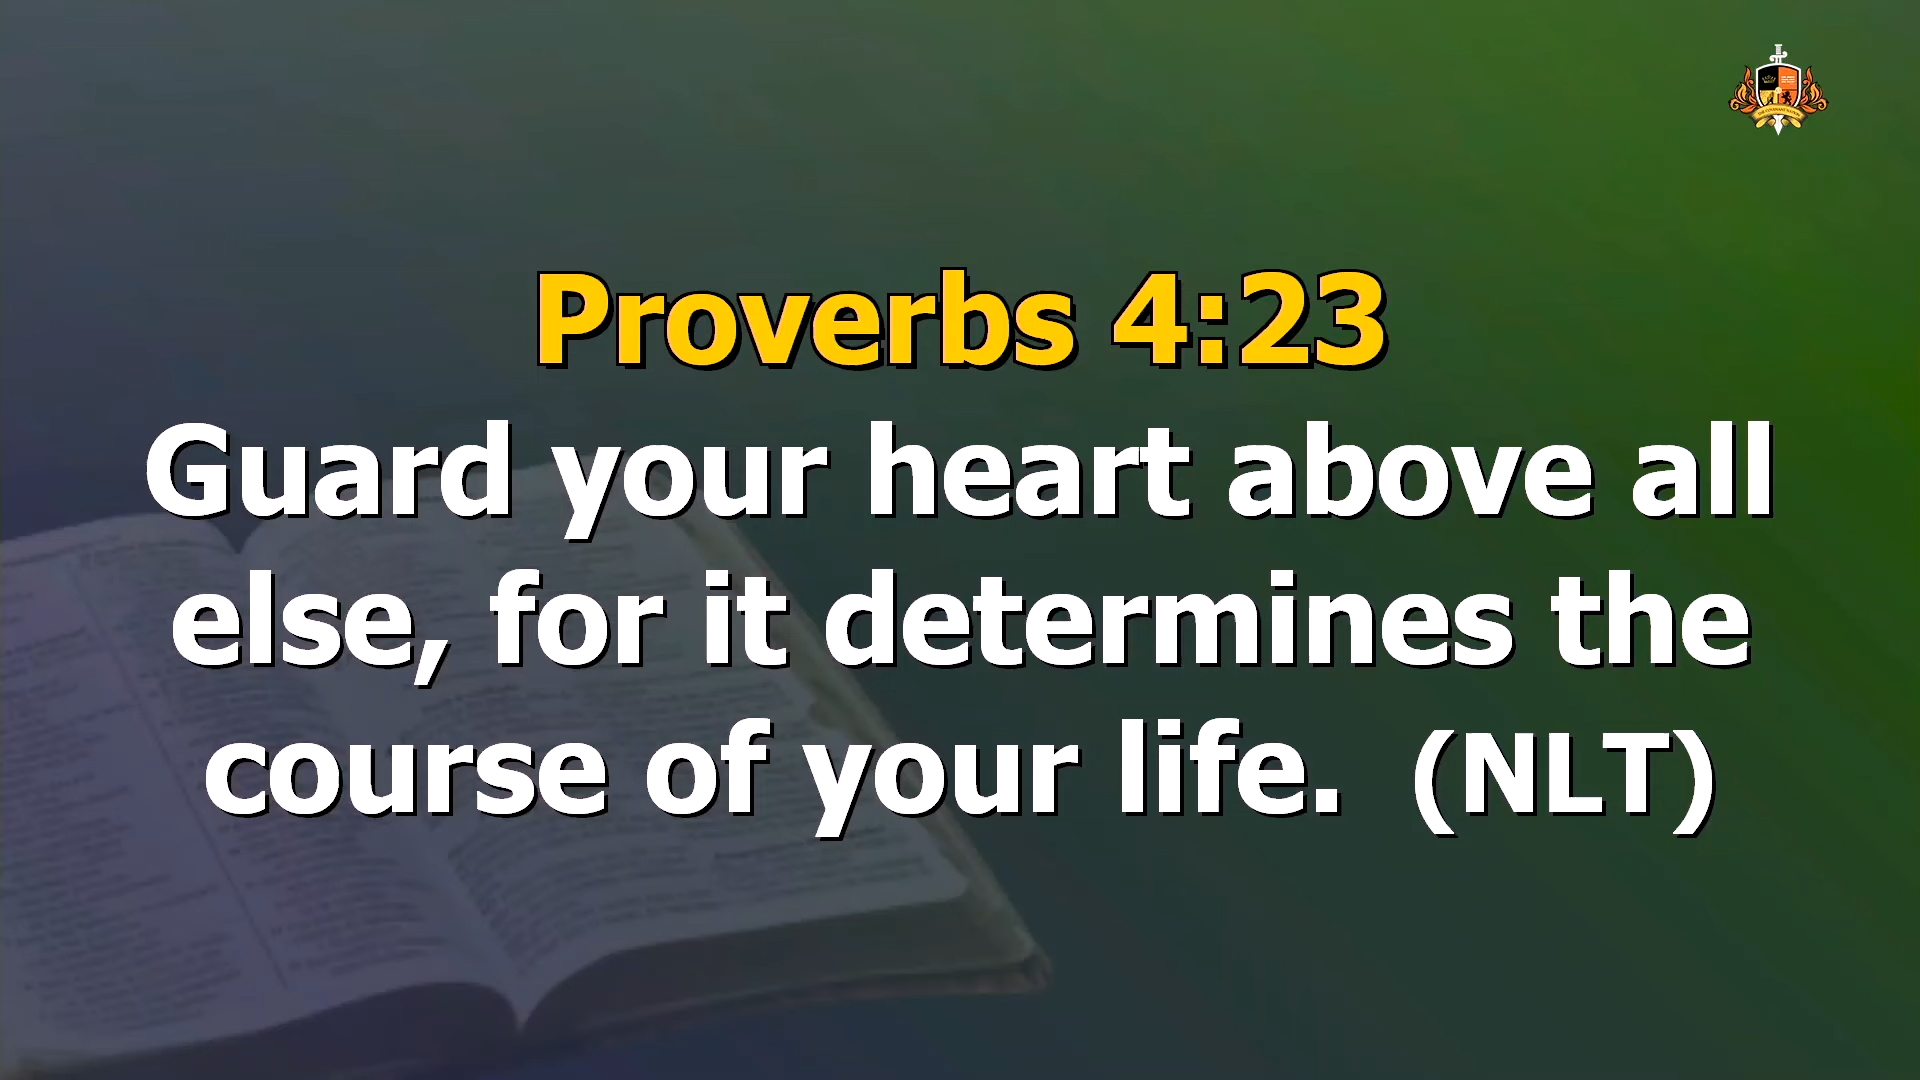 Proverbs 4:23
Guard your heart above all
else, for it determines the
course of your life.  (NLT)